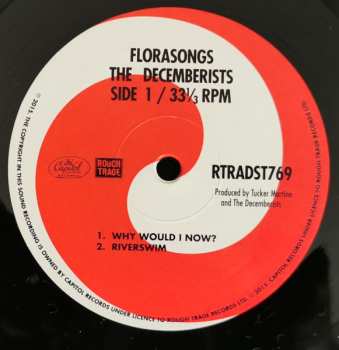 FLORASONGS
THE DECEMBERISTS
SIDE 1 / 33⅓ RPM
Capitol
ROUGH
TRADE
RTRADST769
Produced by Tucker Martine
and The Decemberists
1. WHY WOULD I NOW?
2. RIVERSWIM
℗ 2015. THE COPYRIGHT IN THIS SOUND RECORDING IS OWNED BY CAPITOL RECORDS UNDER LICENCE TO ROUGH TRADE RECORDS LTD.